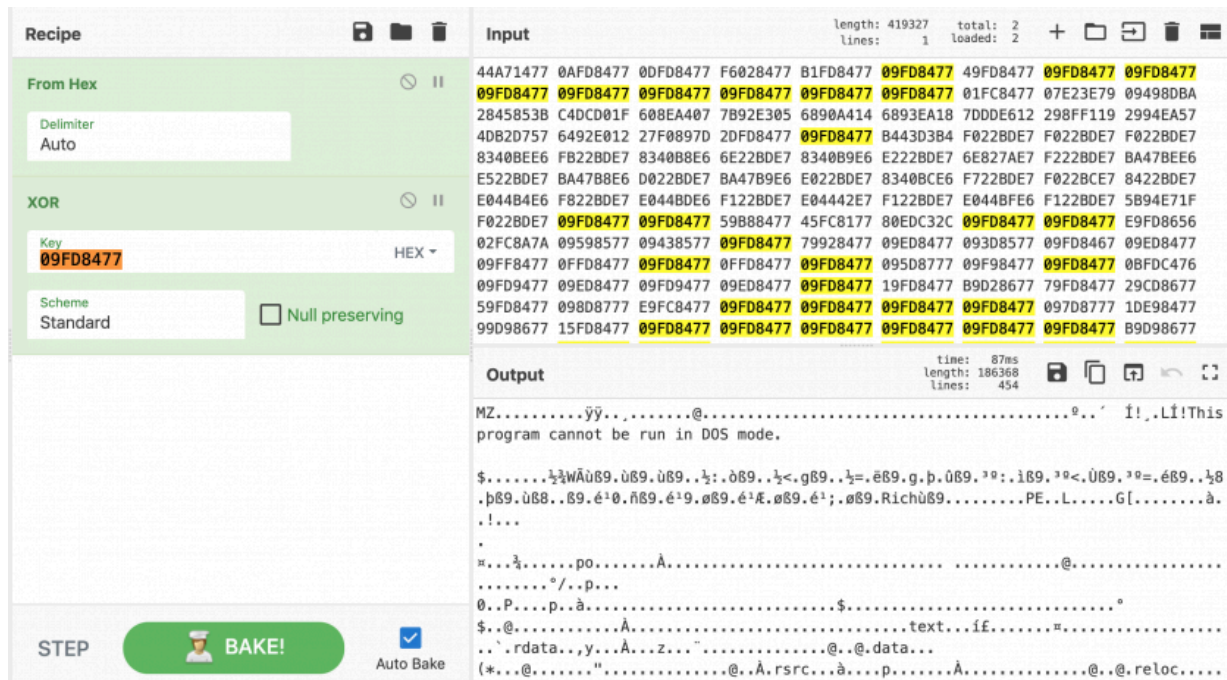 Recipe
From Hex
Delimiter
Auto
XOR
Key
09FD8477
HEX
Scheme
Standard
Null preserving
STEP
BAKE!
Auto Bake
Input
length: 419327
lines: 1
total: 2
loaded: 2
44A71477 0AFD8477 0DFD8477 F6028477 B1FD8477 09FD8477 49FD8477 09FD8477 09FD8477
09FD8477 09FD8477 09FD8477 09FD8477 09FD8477 09FD8477 01FC8477 07E23E79 09498DBA
2845853B C4DCD01F 608EA407 7B92E305 6890A414 6893EA18 7DDDE612 298FF119 2994EA57
4DB2D757 6492E012 27F0897D 2DFD8477 09FD8477 B443D3B4 F022BDE7 F022BDE7 F022BDE7
8340BEE6 FB22BDE7 8340B8E6 6E22BDE7 8340B9E6 E222BDE7 6E827AE7 F222BDE7 BA47BEE6
E522BDE7 BA47B8E6 D022BDE7 BA47B9E6 E022BDE7 8340BCE6 F722BDE7 F022BCE7 8422BDE7
E044B4E6 F822BDE7 E044BDE6 F122BDE7 E04442E7 F122BDE7 E044BFE6 F122BDE7 5B94E71F
F022BDE7 09FD8477 09FD8477 59B88477 45FC8177 80EDC32C 09FD8477 09FD8477 E9FD8656
02FC8A7A 09598577 09438577 09FD8477 79928477 09ED8477 093D8577 09FD8467 09ED8477
09FF8477 0FFD8477 09FD8477 0FFD8477 09FD8477 095D8777 09F98477 09FD8477 0BFDC476
09FD9477 09ED8477 09FD9477 09ED8477 09FD8477 19FD8477 B9D28677 79FD8477 29CD8677
59FD8477 098D8777 E9FC8477 09FD8477 09FD8477 09FD8477 09FD8477 097D8777 1DE98477
99D98677 15FD8477 09FD8477 09FD8477 09FD8477 09FD8477 09FD8477 09FD8477 B9D98677
Output
time: 87ms
length: 186368
lines: 454
MZ..........ÿÿ..¸.......@.............................................º..´ Í!¸.LÍ!This
program cannot be run in DOS mode.
.!...
.